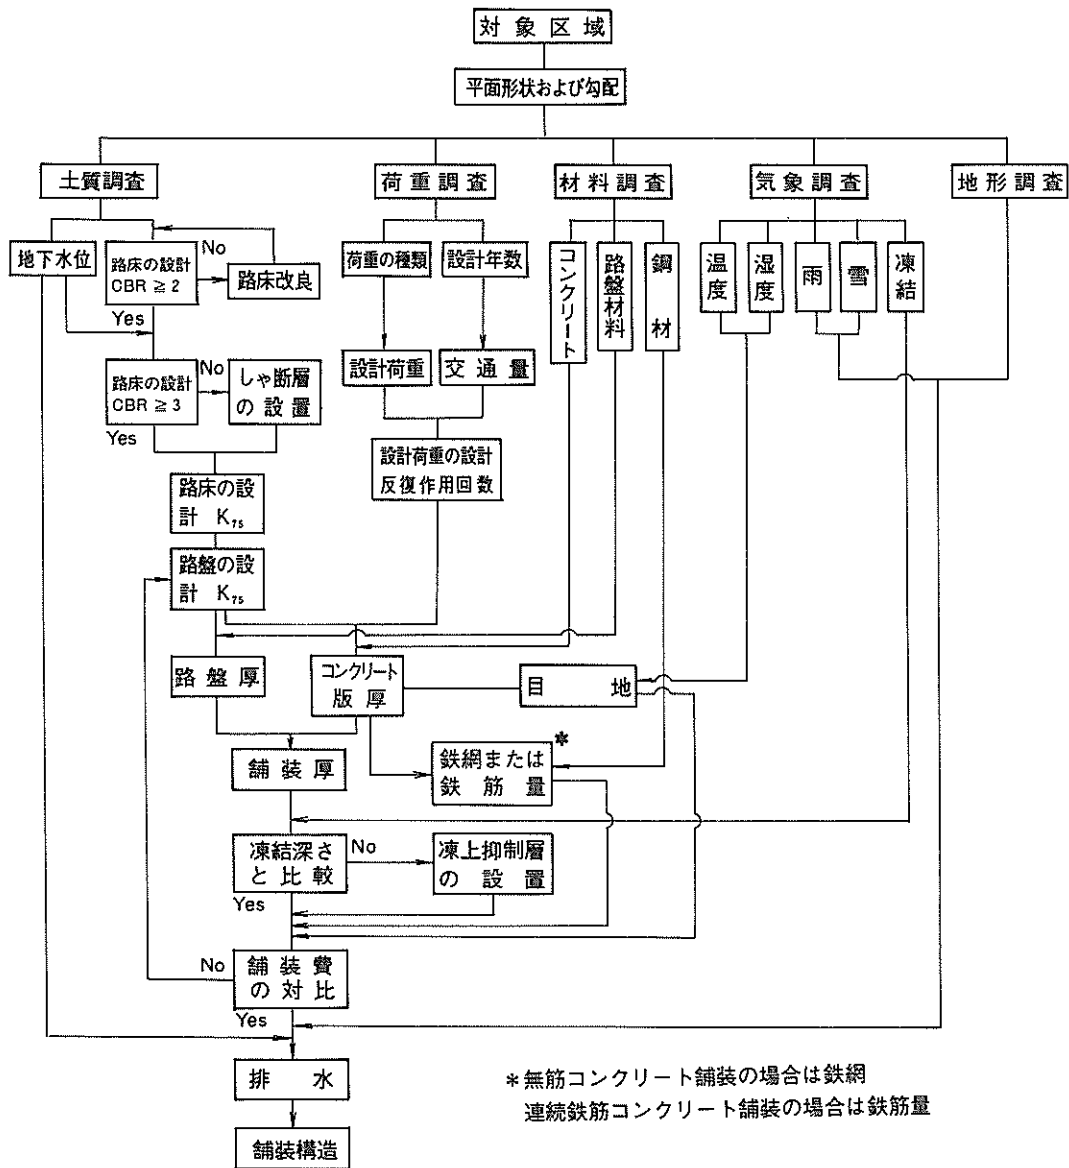 対象区域
平面形状および勾配
土質調査
荷重調査
材料調査
気象調査
地形調査
地下水位
路床の設計
CBR ≧ 2
No
Yes
路床改良
荷重の種類
設計年数
コンクリート
路盤材料
鋼材
温度
湿度
雨
雪
凍結
路床の設計
CBR ≧ 3
No
Yes
しゃ断層
の設置
設計荷重
交通量
設計荷重の設計
反復作用回数
路床の設
計 K₇₅
路盤の設
計 K₇₅
路盤厚
コンクリート
版厚
目地
舗装厚
鉄網または
鉄筋量
*
凍結深さ
と比較
No
Yes
凍上抑制層
の設置
舗装費
の対比
No
Yes
排水
舗装構造
*無筋コンクリート舗装の場合は鉄網
連続鉄筋コンクリート舗装の場合は鉄筋量